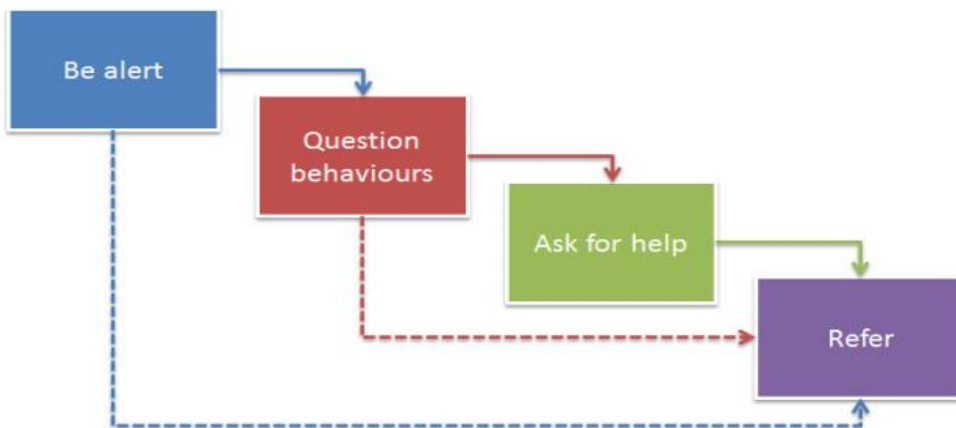 Be alert
Question
behaviours
Ask for help
Refer